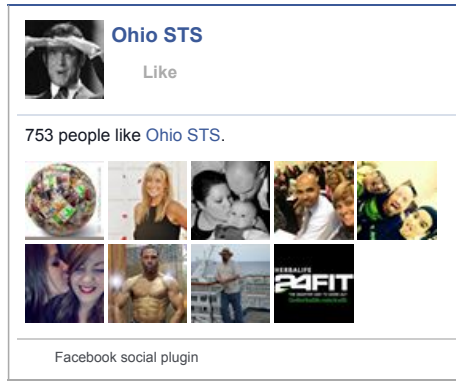 Ohio STS
Like
753 people like Ohio STS.
HERBALIFE
24FIT
Facebook social plugin